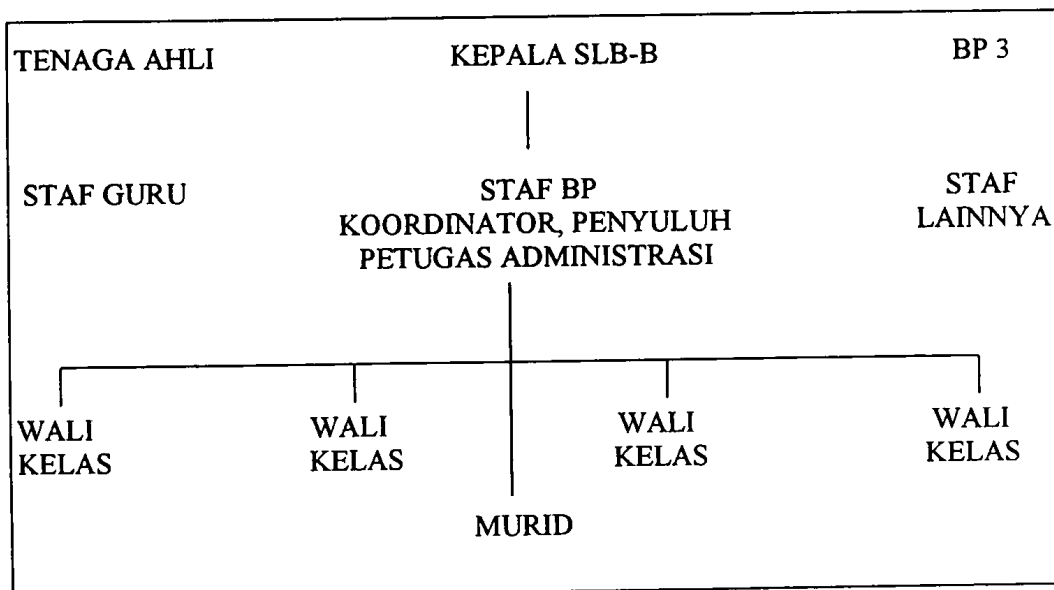 TENAGA AHLI
KEPALA SLB-B
BP 3
STAF GURU
STAF BP
KOORDINATOR, PENYULUH
PETUGAS ADMINISTRASI
STAF
LAINNYA
WALI
KELAS
WALI
KELAS
WALI
KELAS
WALI
KELAS
MURID